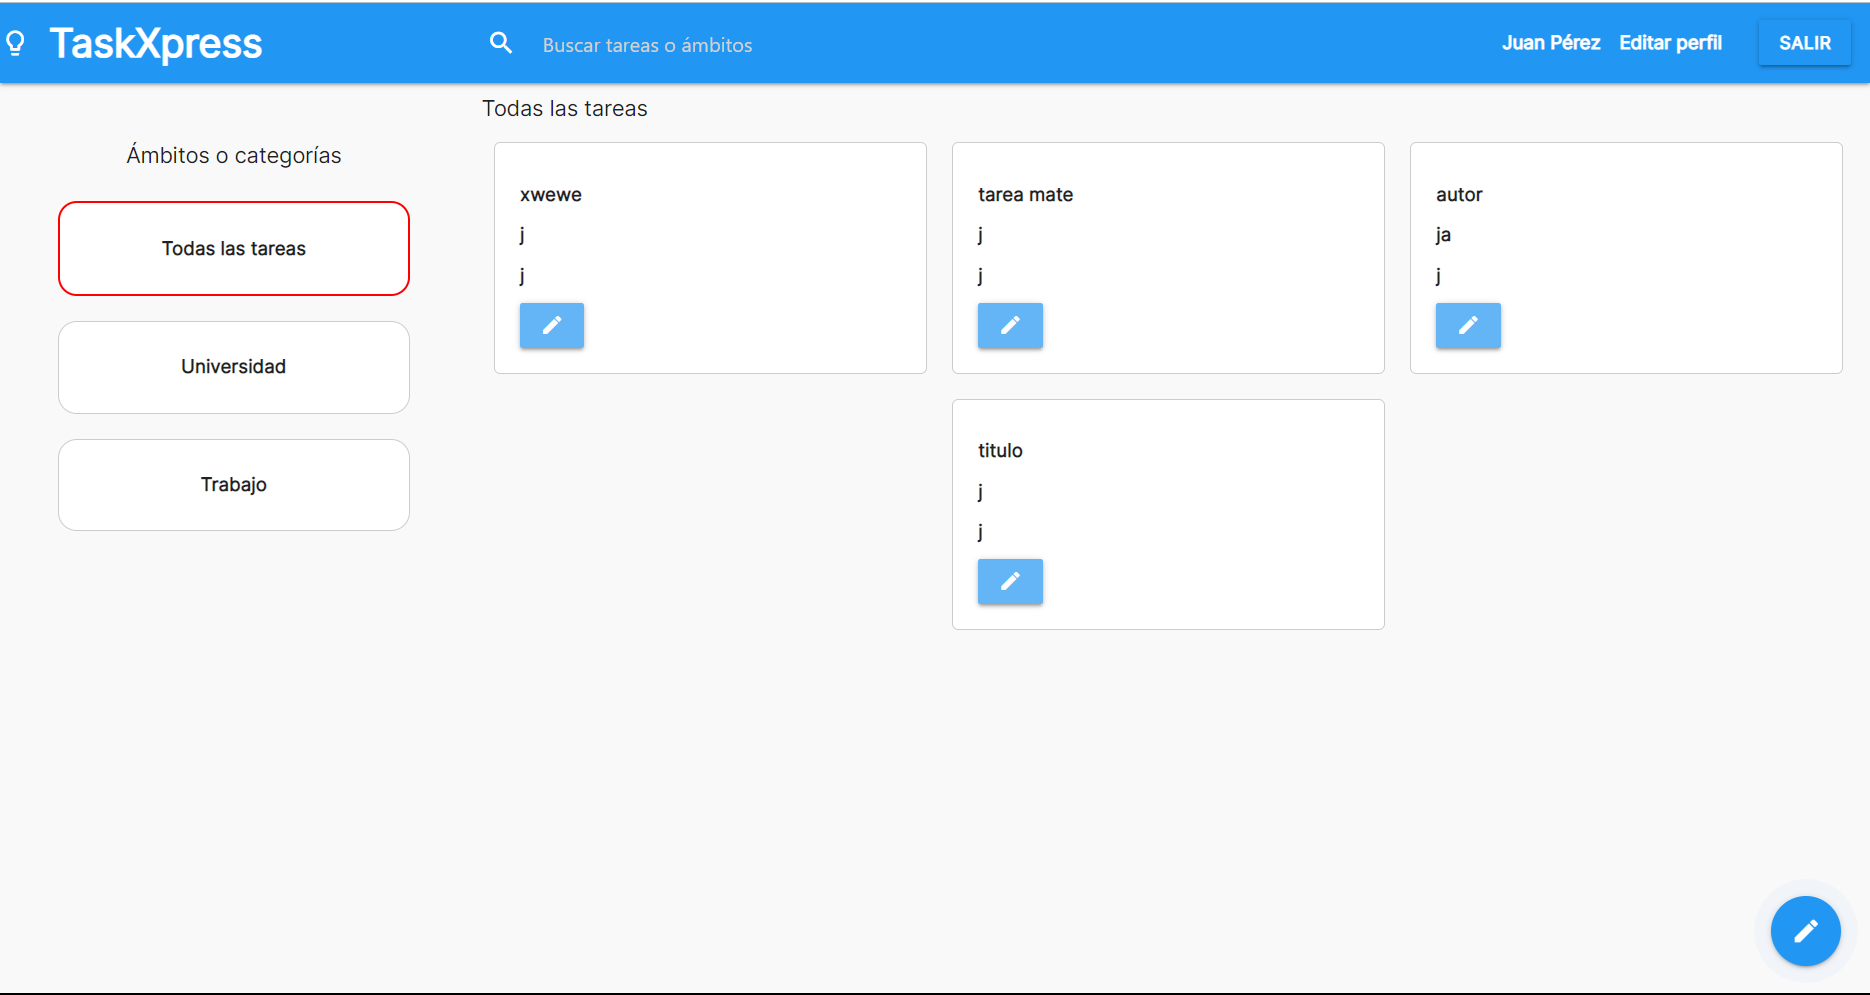 TaskXpress
Buscar tareas o ámbitos
Juan Pérez
Editar perfil
SALIR
Ámbitos o categorías
Todas las tareas
Universidad
Trabajo
Todas las tareas
xwewe
j
j
tarea mate
j
j
autor
ja
j
titulo
j
j